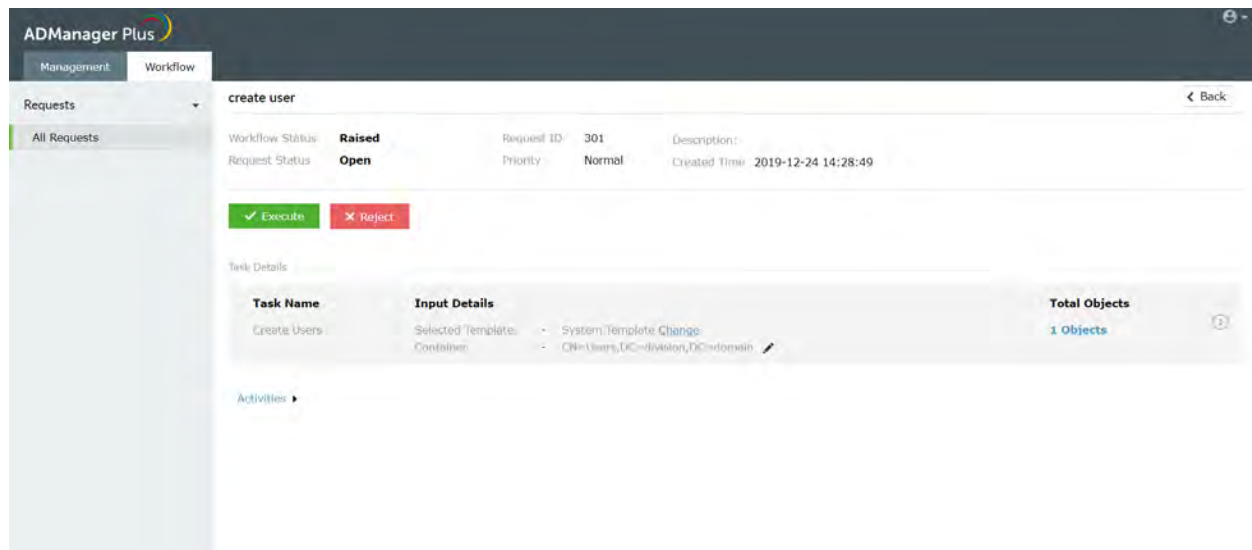 ADManager Plus
Management Workflow
Requests
All Requests
create user
Back
Workflow Status Raised Request ID 301 Description:
Request Status Open Priority Normal Created Time 2019-12-24 14:28:49
Execute Reject
Task Details
Task Name Input Details Total Objects
Create Users Selected Template - System Template Change 1 Objects
Container - CN=Users,DC=division,DC=domain
Activities